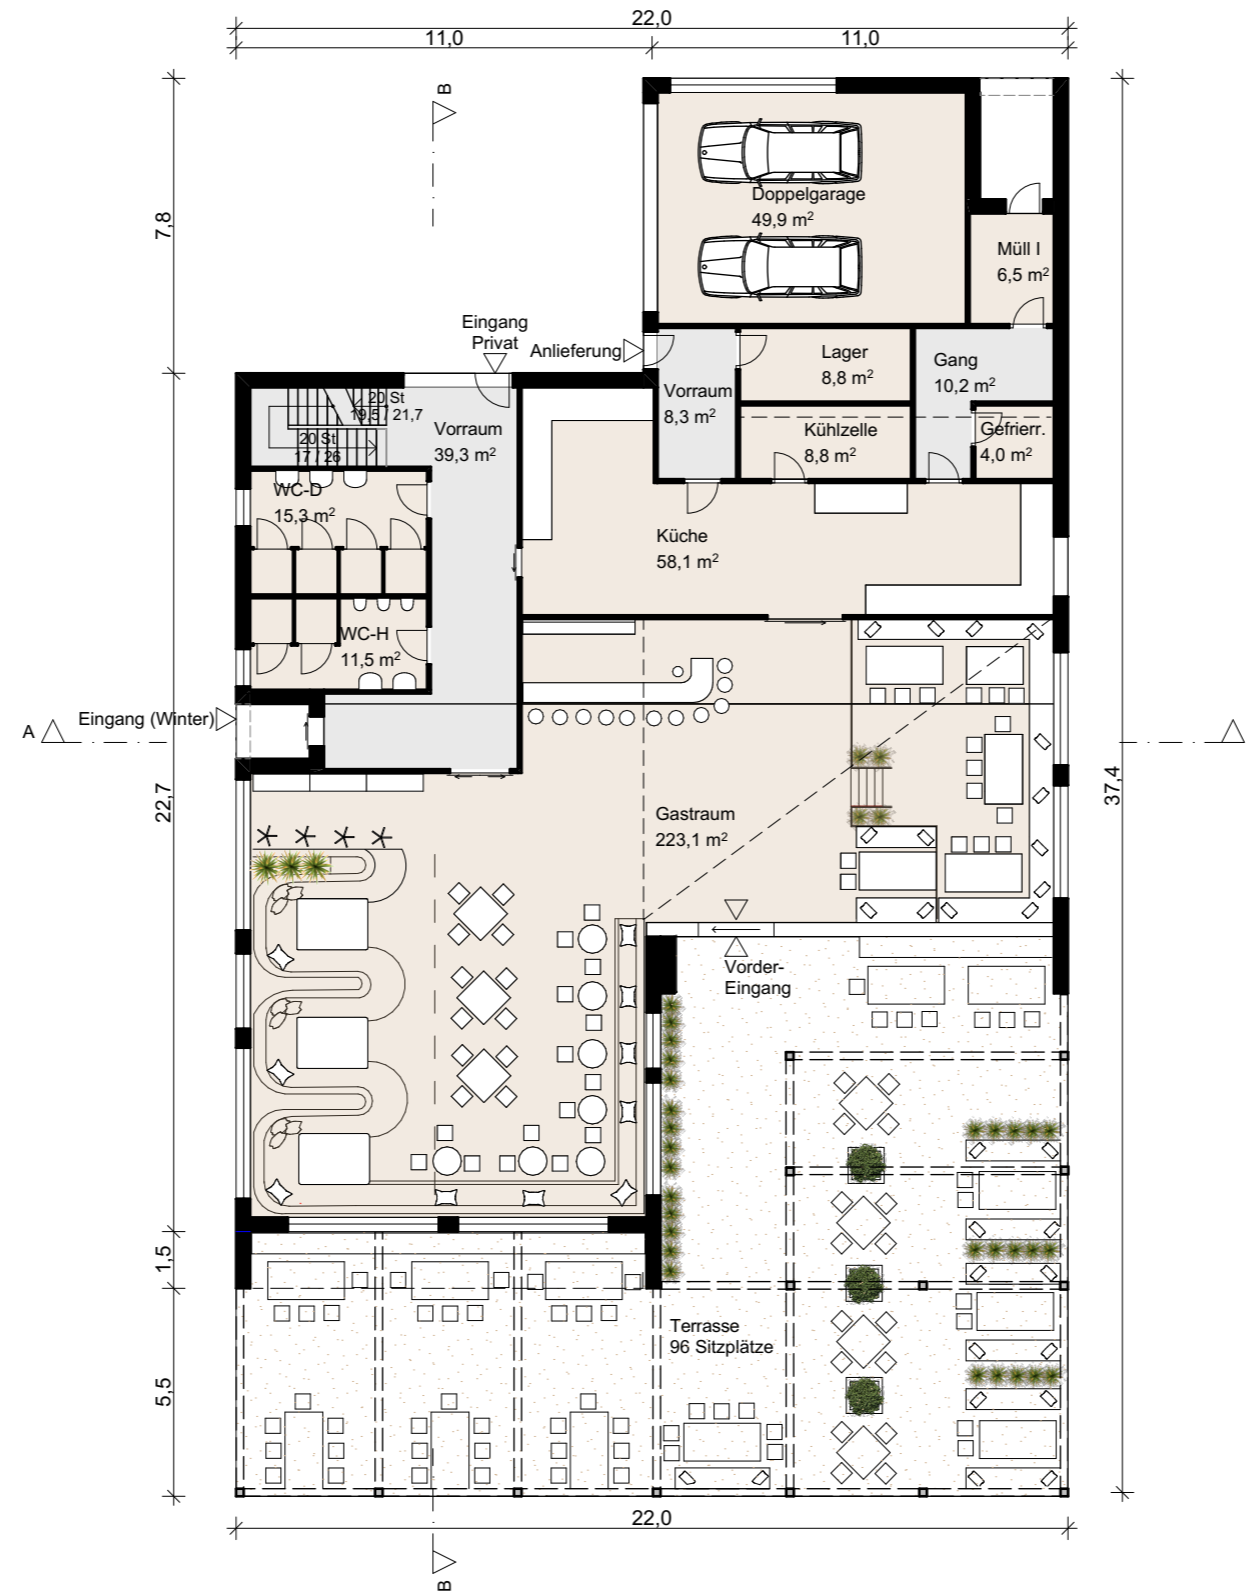 22,0
11,0
11,0
B
7,8
Doppelgarage
49,9 m²
Müll I
6,5 m²
Eingang
Privat
Anlieferung
Lager
8,8 m²
Gang
10,2 m²
Vorraum
8,3 m²
20 St
19,5 / 21,7
Vorraum
39,3 m²
Kühlzelle
8,8 m²
Gefrierr.
4,0 m²
20 St
17 / 26
WC-D
15,3 m²
Küche
58,1 m²
WC-H
11,5 m²
Eingang (Winter)
A
22,7
37,4
Gastraum
223,1 m²
Vorder-
Eingang
1,5
Terrasse
96 Sitzplätze
5,5
22,0
B